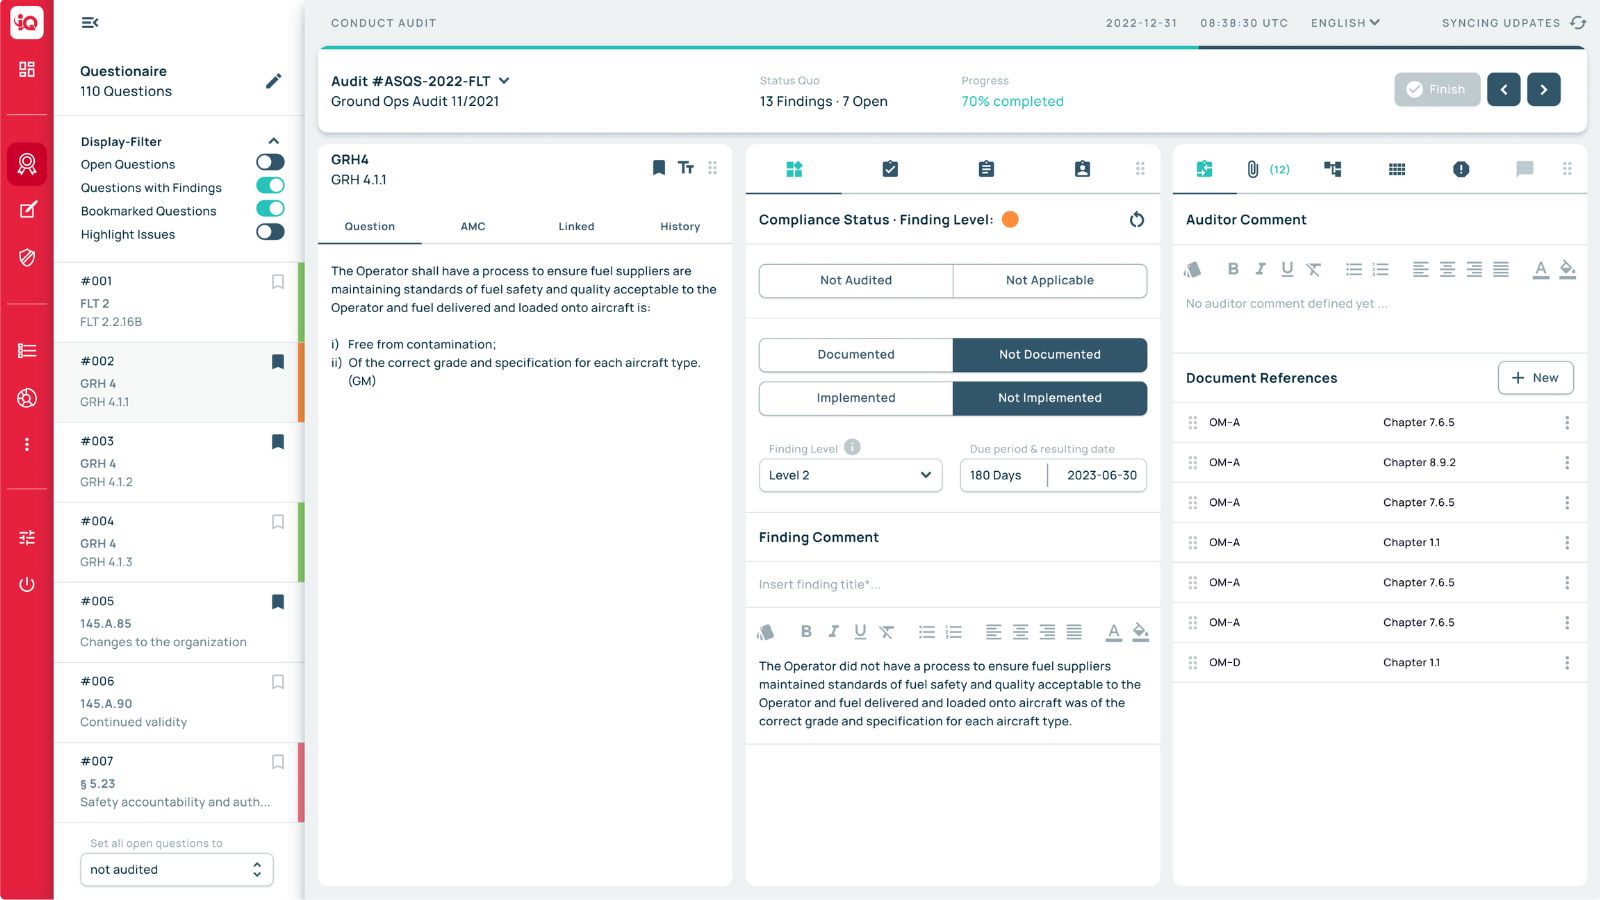 iQ
CONDUCT AUDIT
2022-12-31
08:38:30 UTC
ENGLISH
SYNCING UDPATES
Questionaire
110 Questions
Display-Filter
Open Questions
Questions with Findings
Bookmarked Questions
Highlight Issues
#001
FLT 2
FLT 2.2.16B
#002
GRH 4
GRH 4.1.1
#003
GRH 4
GRH 4.1.2
#004
GRH 4
GRH 4.1.3
#005
145.A.85
Changes to the organization
#006
145.A.90
Continued validity
#007
§ 5.23
Safety accountability and auth...
Set all open questions to
not audited
Audit #ASQS-2022-FLT
Ground Ops Audit 11/2021
Status Quo
13 Findings · 7 Open
Progress
70% completed
Finish
GRH4
GRH 4.1.1
Question
AMC
Linked
History
The Operator shall have a process to ensure fuel suppliers are
maintaining standards of fuel safety and quality acceptable to the
Operator and fuel delivered and loaded onto aircraft is:
i) Free from contamination;
ii) Of the correct grade and specification for each aircraft type.
(GM)
Compliance Status · Finding Level:
Not Audited
Not Applicable
Documented
Not Documented
Implemented
Not Implemented
Finding Level
Level 2
Due period & resulting date
180 Days
2023-06-30
Finding Comment
Insert finding title*...
The Operator did not have a process to ensure fuel suppliers
maintained standards of fuel safety and quality acceptable to the
Operator and fuel delivered and loaded onto aircraft was of the
correct grade and specification for each aircraft type.
(12)
Auditor Comment
No auditor comment defined yet ...
Document References
+ New
OM-A Chapter 7.6.5
OM-A Chapter 8.9.2
OM-A Chapter 7.6.5
OM-A Chapter 1.1
OM-A Chapter 7.6.5
OM-A Chapter 7.6.5
OM-D Chapter 1.1